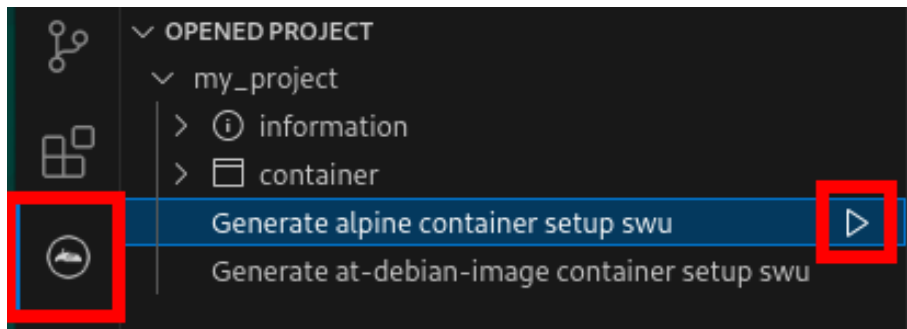 OPENED PROJECT
my_project
information
container
Generate alpine container setup swu
Generate at-debian-image container setup swu